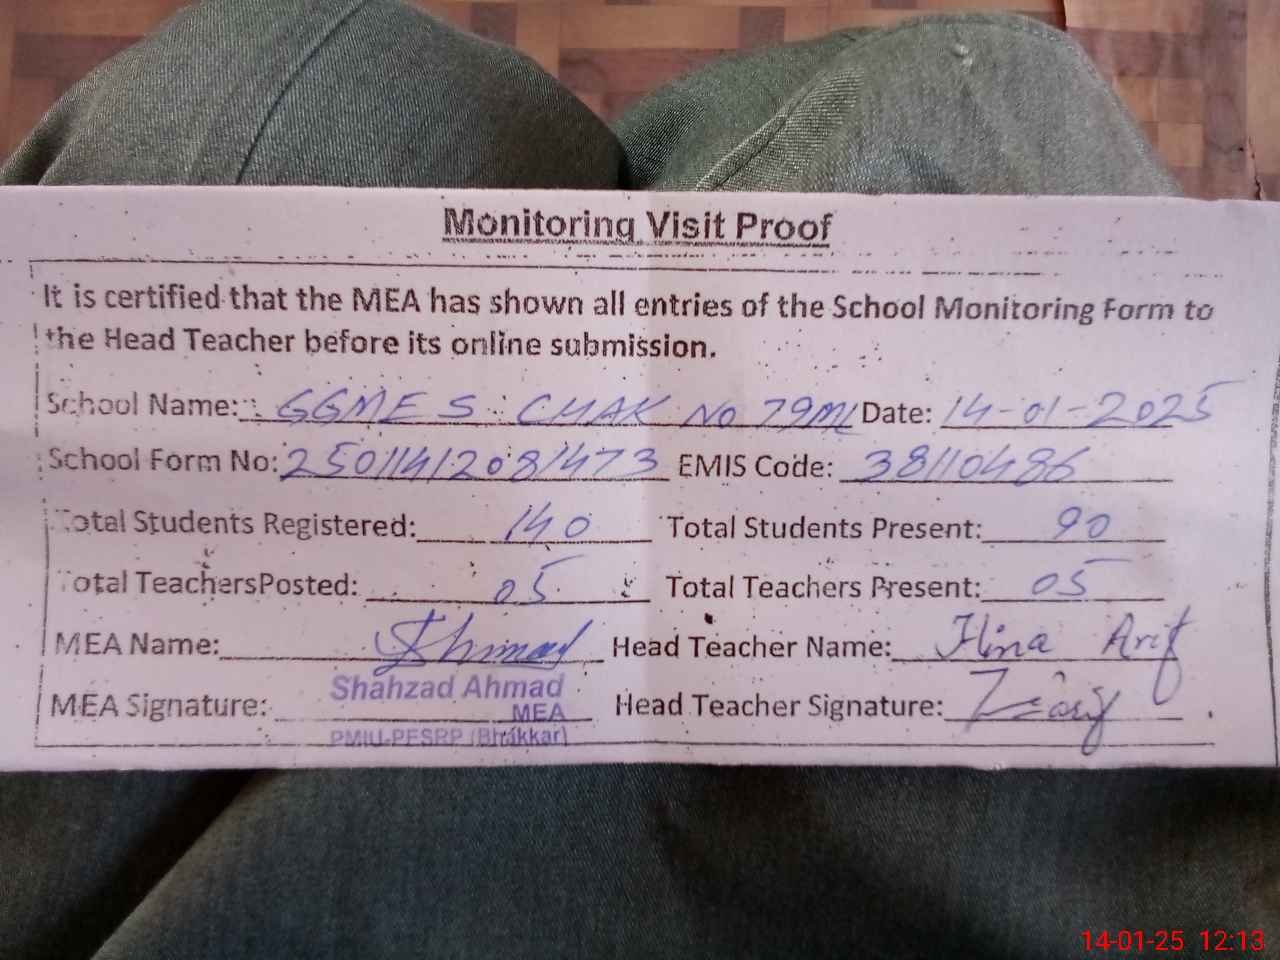 Monitoring Visit Proof
It is certified that the MEA has shown all entries of the School Monitoring Form to
the Head Teacher before its online submission.
School Name: GGMES CHAK No 79ML Date: 14-01-2025
School Form No: 25011412081473 EMIS Code: 38110486
Total Students Registered: 140 Total Students Present: 90
Total TeachersPosted: 05 Total Teachers Present: 05
MEA Name: Head Teacher Name: Hina Arif
Shahzad Ahmad
MEA Signature: MEA Head Teacher Signature:
PMIU-PESRP (Bhakkar)
14-01-25 12:13